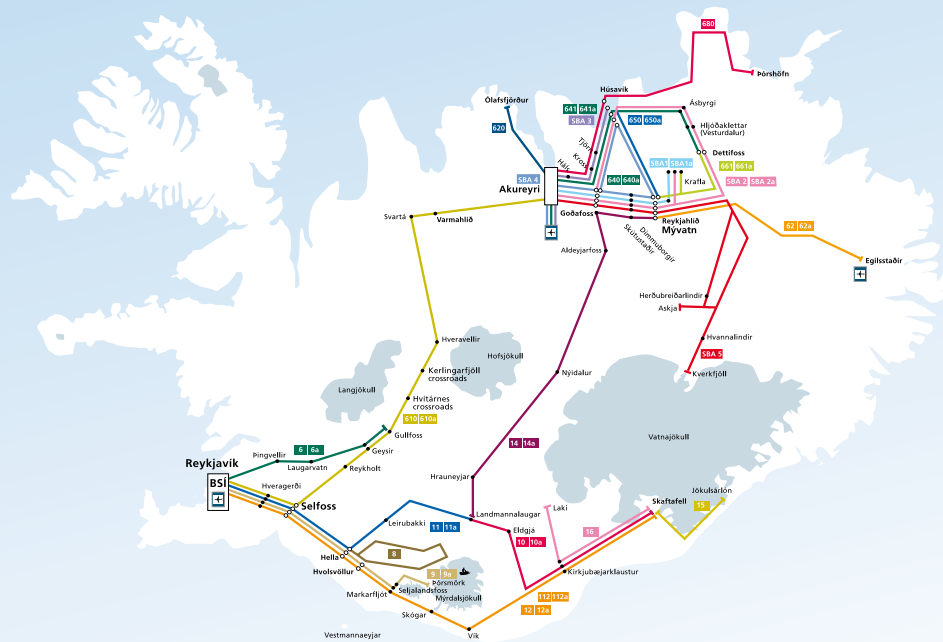 680
Þórshöfn
Húsavík
Ólafsfjörður
641 641a
Ásbyrgi
SBA 3
650 650a
620
Hljóðaklettar
(Vesturdalur)
Tjörn
Dettifoss
Kross
SBA1 SBA1a
661 661a
Háls
SBA 4
640 640a
Krafla
SBA 2 SBA 2a
Akureyri
Goðafoss
Svartá
Varmahlíð
Reykjahlíð
Mývatn
62 62a
Skútustaðir
Dimmuborgir
Aldeyjarfoss
Egilsstaðir
Herðubreiðarlindir
Askja
Hveravellir
Hvannalindir
Hofsjökull
SBA 5
Kerlingarfjöll
crossroads
Nýidalur
Kverkfjöll
Langjökull
Hvítárnes
crossroads
610 610a
Gullfoss
Vatnajökull
6 6a
14 14a
Þingvellir
Geysir
Reykjavík
Laugarvatn
Reykholt
BSÍ
Hrauneyjar
Hveragerði
Jökulsárlón
Skaftafell
Selfoss
15
Laki
Landmannalaugar
Leirubakki
11 11a
Eldgjá
16
10 10a
Hella
8
Hvolsvöllur
9 9a
Kirkjubæjarklaustur
Þórsmörk
Seljalandsfoss
Markarfljót
Mýrdalsjökull
112 112a
12 12a
Skógar
Vík
Vestmannaeyjar